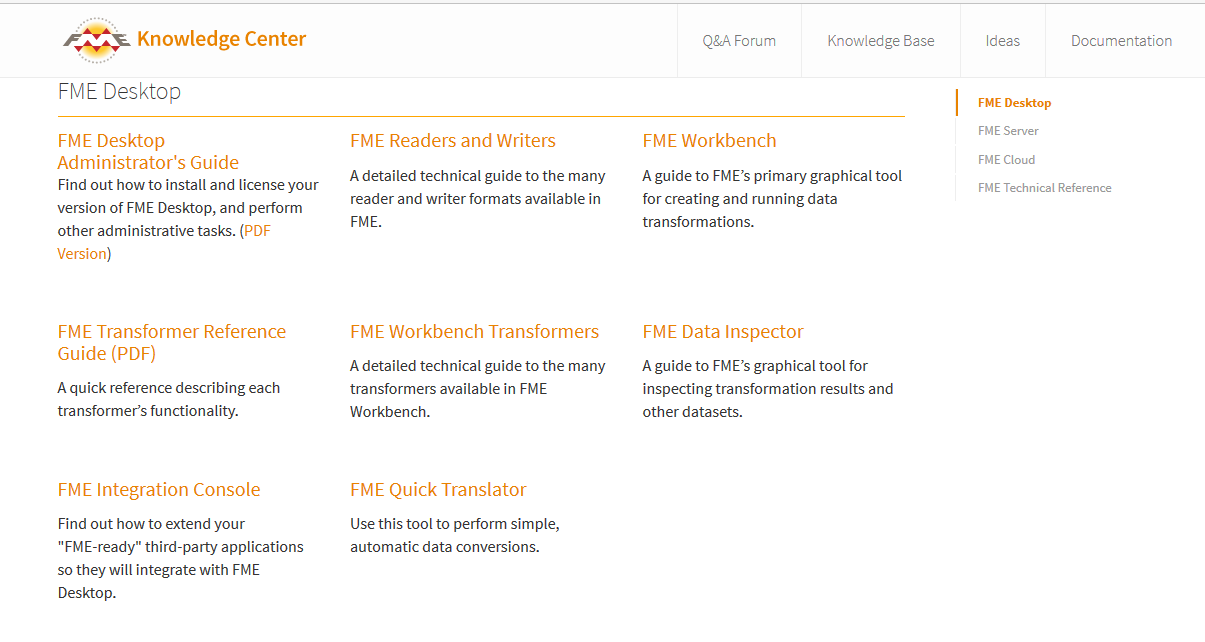 FME Knowledge Center
Q&A Forum
Knowledge Base
Ideas
Documentation
FME Desktop
FME Desktop
Administrator's Guide
Find out how to install and license your
version of FME Desktop, and perform
other administrative tasks. (PDF
Version)
FME Readers and Writers
A detailed technical guide to the many
reader and writer formats available in
FME.
FME Workbench
A guide to FME’s primary graphical tool
for creating and running data
transformations.
FME Transformer Reference
Guide (PDF)
A quick reference describing each
transformer’s functionality.
FME Workbench Transformers
A detailed technical guide to the many
transformers available in FME
Workbench.
FME Data Inspector
A guide to FME’s graphical tool for
inspecting transformation results and
other datasets.
FME Integration Console
Find out how to extend your
"FME-ready" third-party applications
so they will integrate with FME
Desktop.
FME Quick Translator
Use this tool to perform simple,
automatic data conversions.
FME Desktop
FME Server
FME Cloud
FME Technical Reference